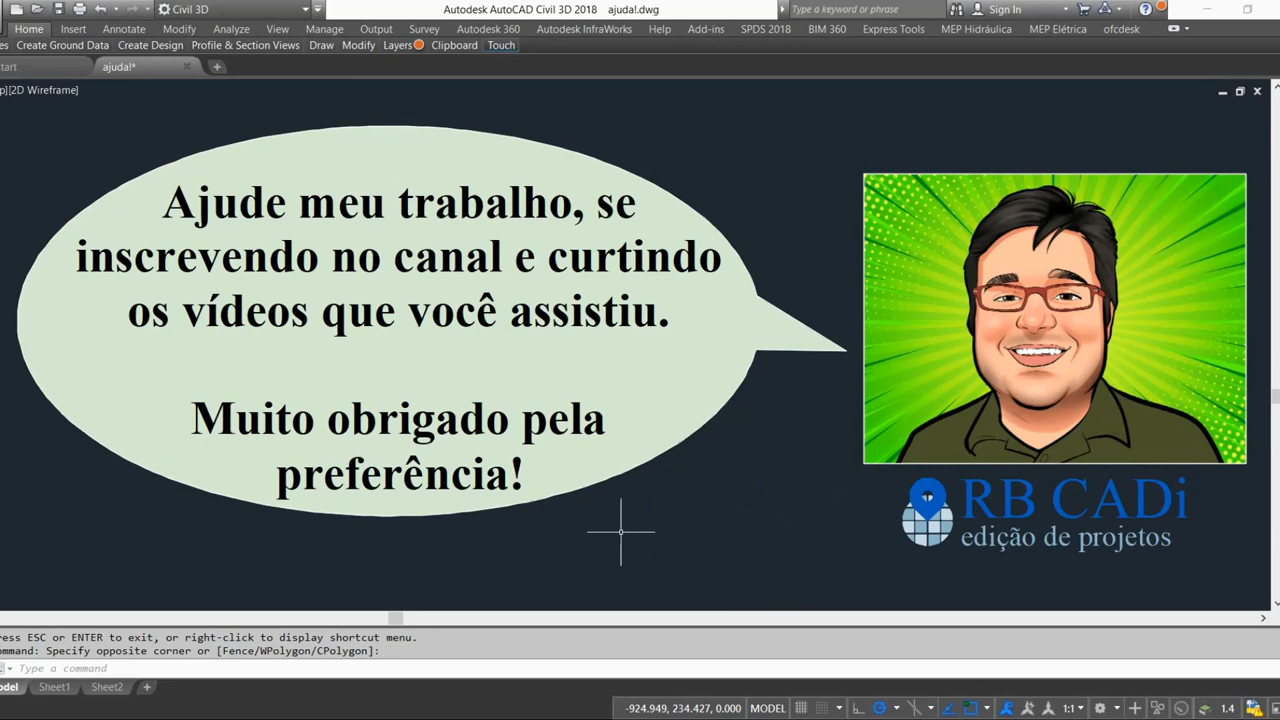 Civil 3D
Autodesk AutoCAD Civil 3D 2018 ajuda!.dwg
Type a keyword or phrase
Sign In
Home Insert Annotate Modify Analyze View Manage Output Survey Autodesk 360 Autodesk InfraWorks Help Add-ins SPDS 2018 BIM 360 Express Tools MEP Hidráulica MEP Elétrica ofcdesk
Create Ground Data Create Design Profile & Section Views Draw Modify Layers Clipboard Touch
tart ajuda!*
p][2D Wireframe]
Ajude meu trabalho, se
inscrevendo no canal e curtindo
os vídeos que você assistiu.
Muito obrigado pela
preferência!
RB CADi
edição de projetos
ress ESC or ENTER to exit, or right-click to display shortcut menu.
ommand: Specify opposite corner or [Fence/WPolygon/CPolygon]:
Type a command
odel Sheet1 Sheet2
-924.949, 234.427, 0.000 MODEL 1:1 1.4